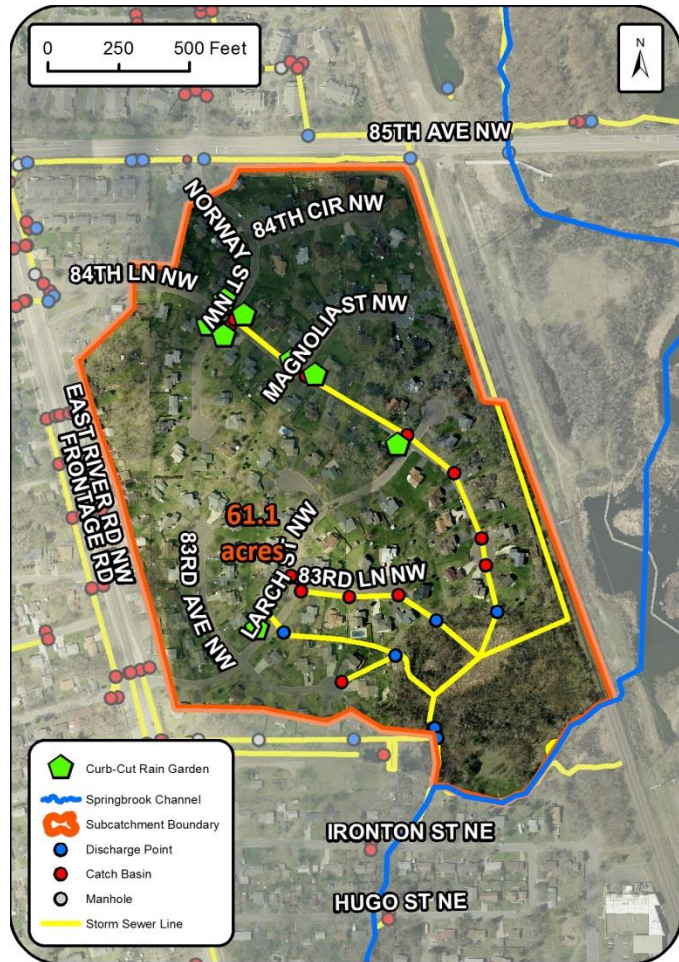 0 250 500 Feet
N
85TH AVE NW
NORWAY ST NW
84TH CIR NW
84TH LN NW
MAGNOLIA ST NW
EAST RIVER RD NW
FRONTAGE RD
61.1
acres
83RD AVE NW
LARCH ST NW
83RD LN NW
IRONTON ST NE
HUGO ST NE
Curb-Cut Rain Garden
Springbrook Channel
Subcatchment Boundary
Discharge Point
Catch Basin
Manhole
Storm Sewer Line